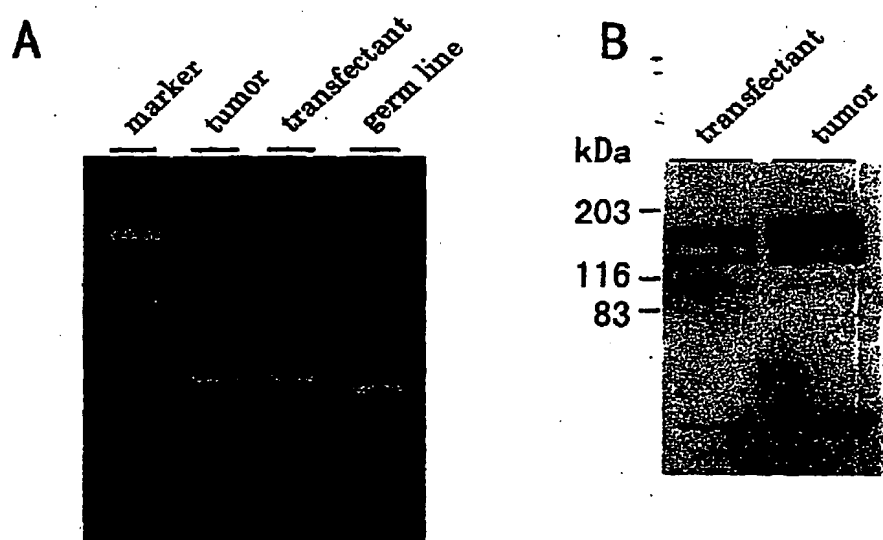 A
marker
tumor
transfectant
germ line
B
transfectant
tumor
kDa
203
116
83